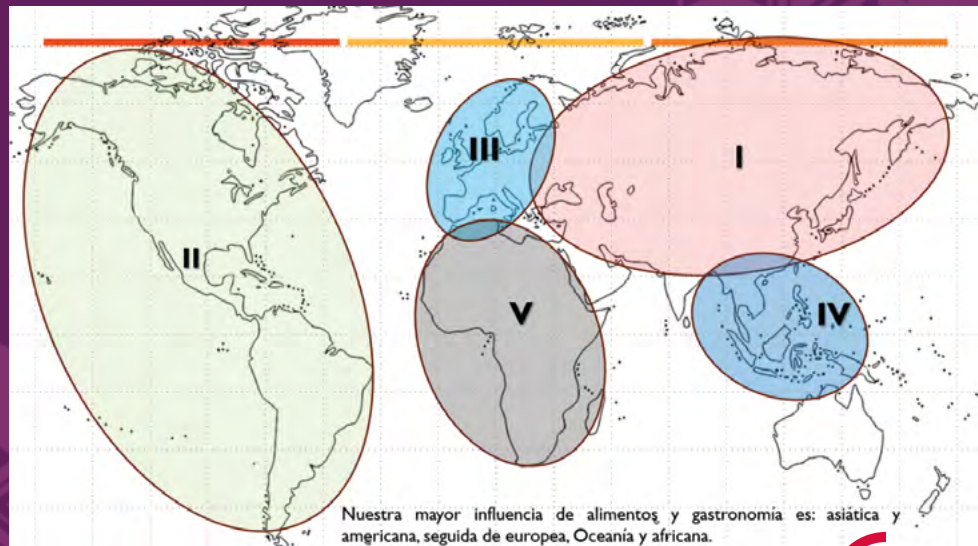 III
I
II
V
IV
Nuestra mayor influencia de alimentos y gastronomía es: asiática y
americana, seguida de europea, Oceanía y africana.